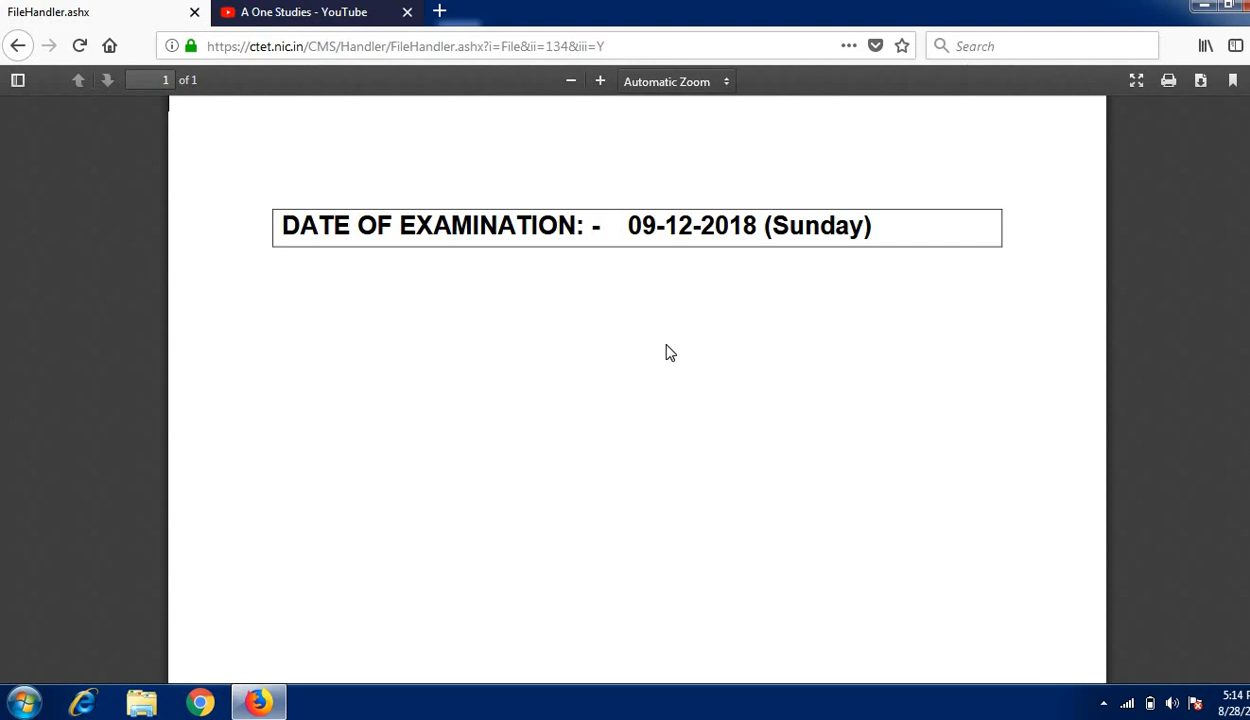 FileHandler.ashx
A One Studies - YouTube
https://ctet.nic.in/CMS/Handler/FileHandler.ashx?i=File&ii=134&iii=Y
Search
1 of 1
Automatic Zoom
DATE OF EXAMINATION: - 09-12-2018 (Sunday)
5:14 P
8/28/2